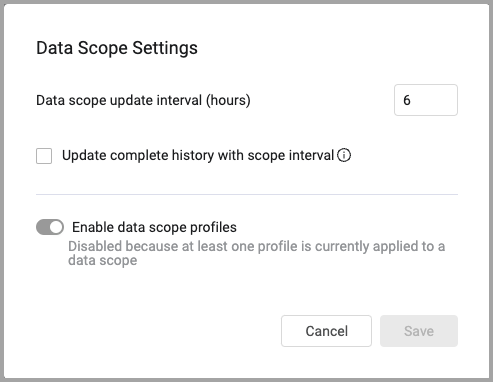 Data Scope Settings
Data scope update interval (hours)
6
Update complete history with scope interval
Enable data scope profiles
Disabled because at least one profile is currently applied to a
data scope
Cancel
Save